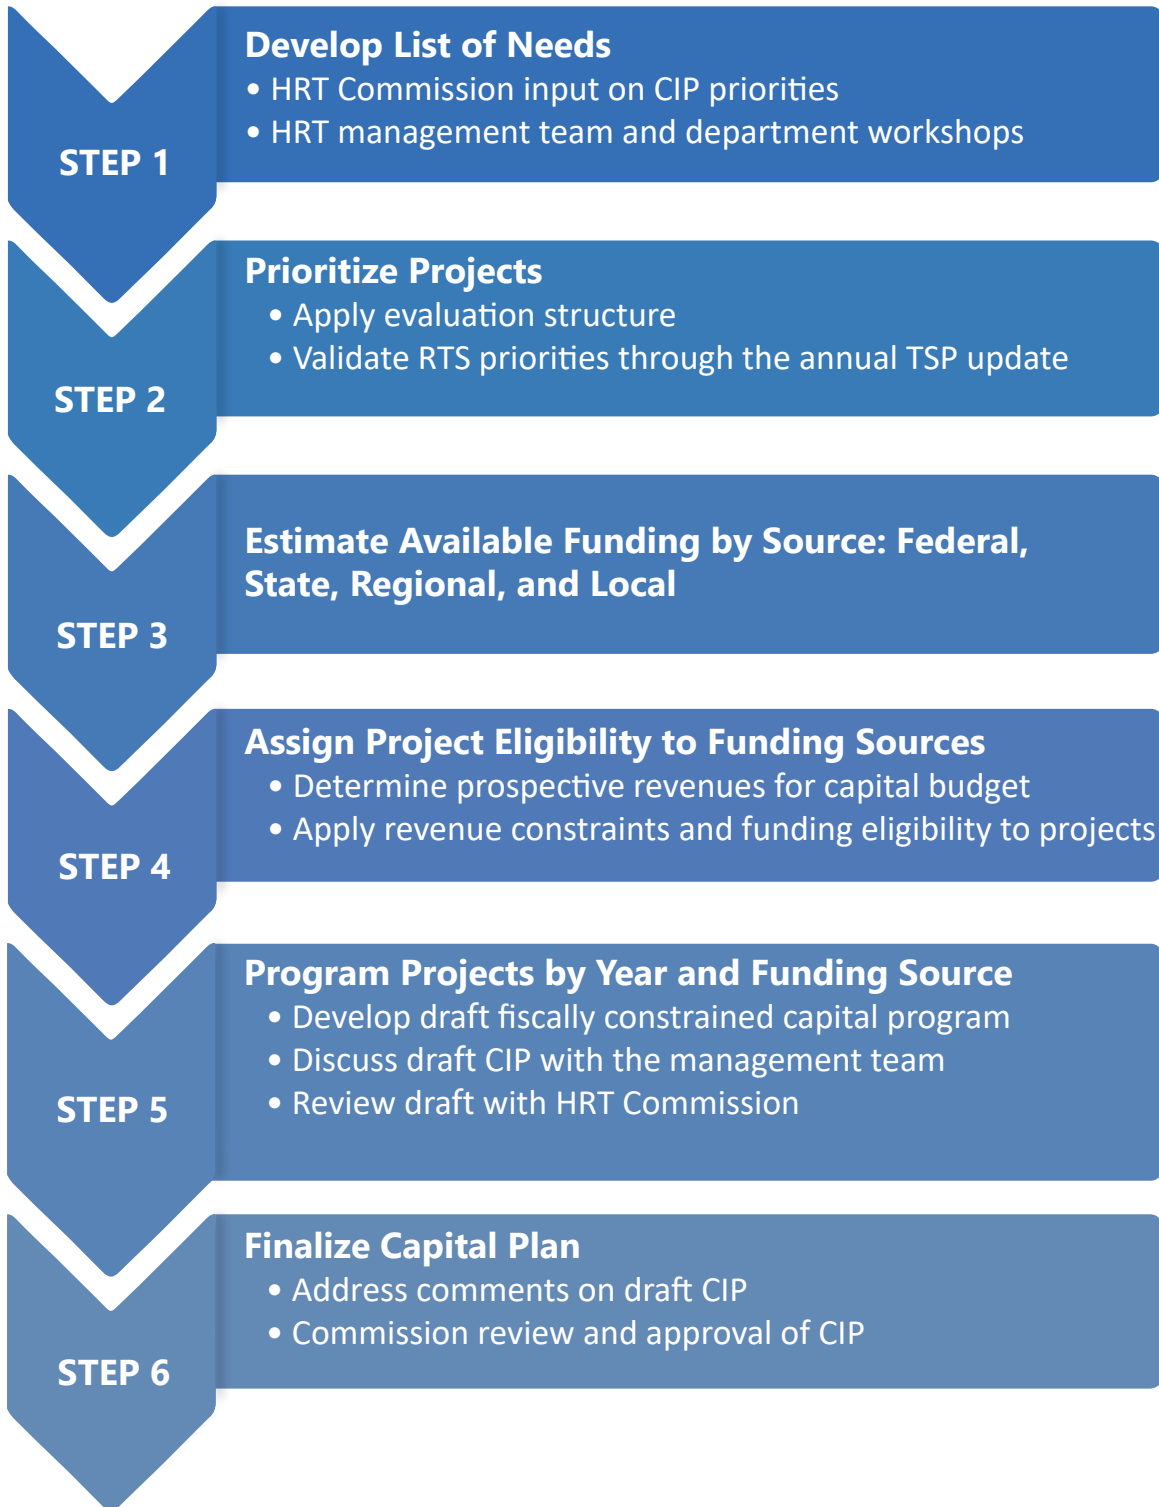 STEP 1
Develop List of Needs
• HRT Commission input on CIP priorities
• HRT management team and department workshops
STEP 2
Prioritize Projects
• Apply evaluation structure
• Validate RTS priorities through the annual TSP update
STEP 3
Estimate Available Funding by Source: Federal,
State, Regional, and Local
STEP 4
Assign Project Eligibility to Funding Sources
• Determine prospective revenues for capital budget
• Apply revenue constraints and funding eligibility to projects
STEP 5
Program Projects by Year and Funding Source
• Develop draft fiscally constrained capital program
• Discuss draft CIP with the management team
• Review draft with HRT Commission
STEP 6
Finalize Capital Plan
• Address comments on draft CIP
• Commission review and approval of CIP